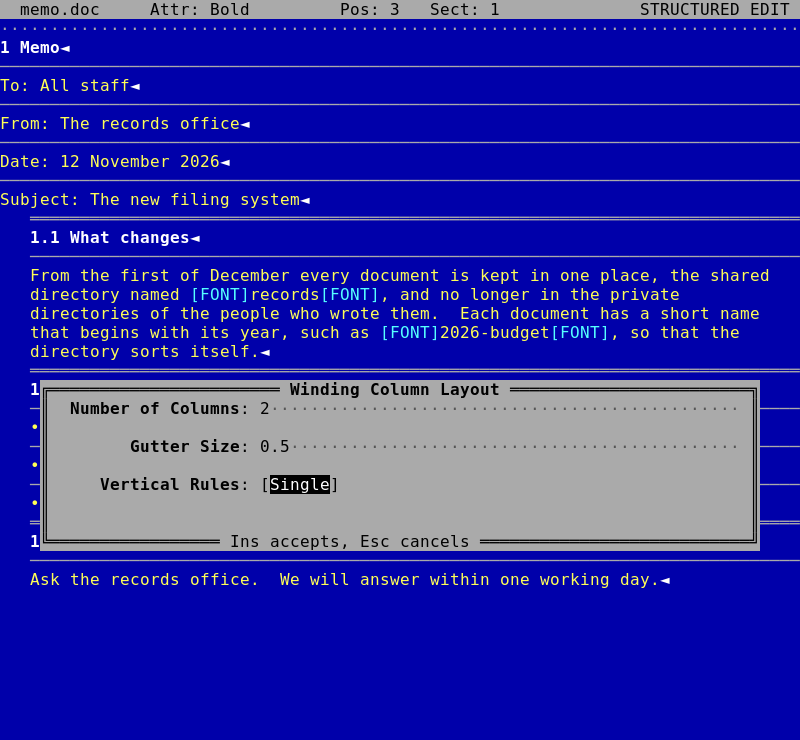 memo.doc Attr: Bold Pos: 3 Sect: 1 STRUCTURED EDIT
1 Memo◄
To: All staff◄
From: The records office◄
Date: 12 November 2026◄
Subject: The new filing system◄
1.1 What changes◄
From the first of December every document is kept in one place, the shared
directory named [FONT]records[FONT], and no longer in the private
directories of the people who wrote them.  Each document has a short name
that begins with its year, such as [FONT]2026-budget[FONT], so that the
directory sorts itself.◄
1
Winding Column Layout
Number of Columns: 2
•
Gutter Size: 0.5
•
Vertical Rules: [Single]
•
1
Ins accepts, Esc cancels
Ask the records office.  We will answer within one working day.◄